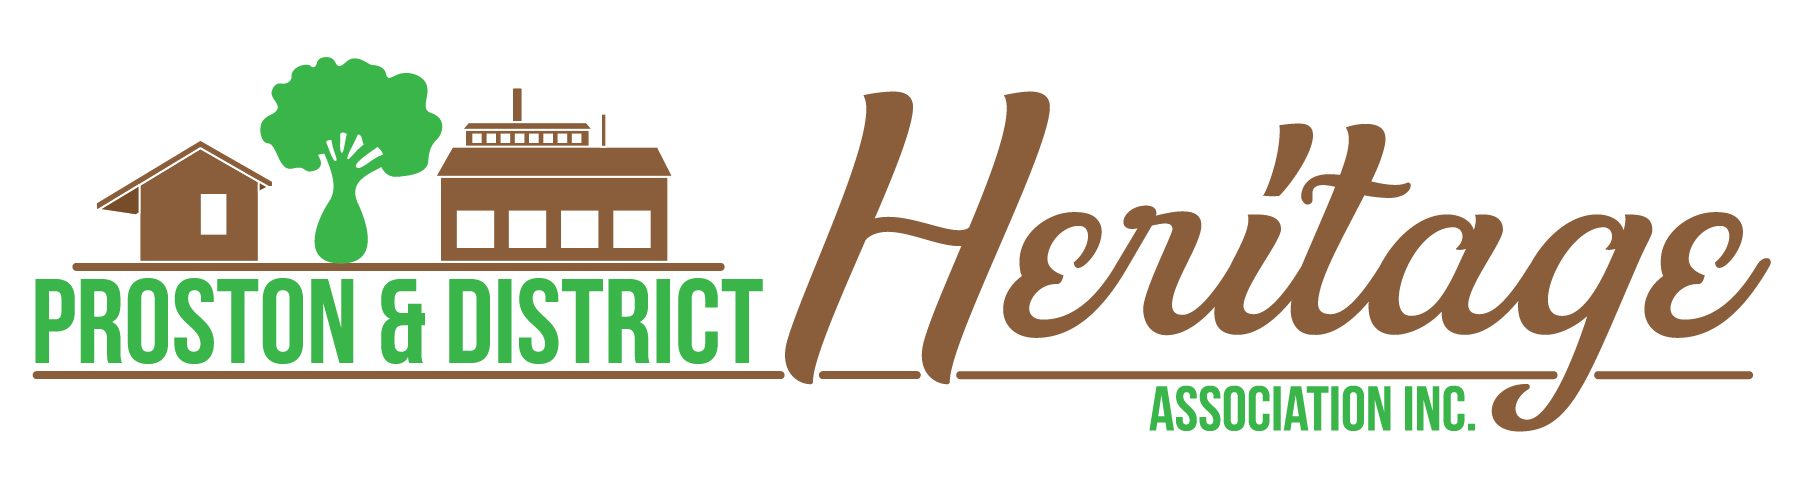 PROSTON & DISTRICT Heritage
ASSOCIATION INC.